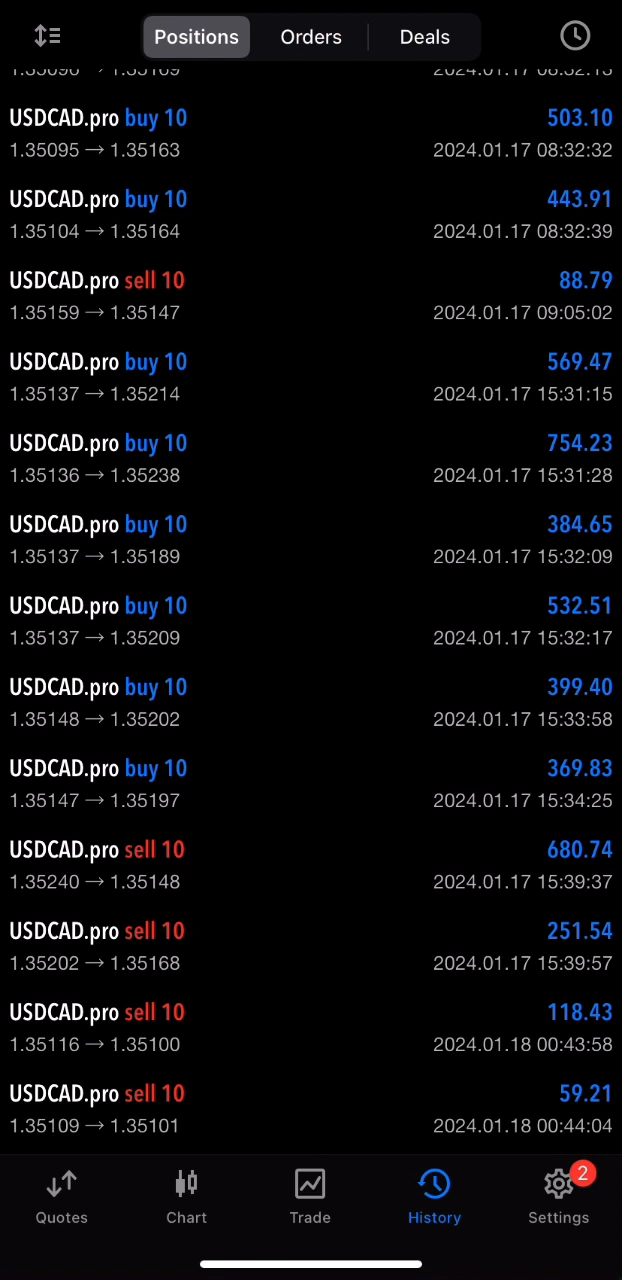 Positions Orders Deals
1.35096 → 1.35169 2024.01.17 08:32:13
USDCAD.pro buy 10 503.10
1.35095 → 1.35163 2024.01.17 08:32:32
USDCAD.pro buy 10 443.91
1.35104 → 1.35164 2024.01.17 08:32:39
USDCAD.pro sell 10 88.79
1.35159 → 1.35147 2024.01.17 09:05:02
USDCAD.pro buy 10 569.47
1.35137 → 1.35214 2024.01.17 15:31:15
USDCAD.pro buy 10 754.23
1.35136 → 1.35238 2024.01.17 15:31:28
USDCAD.pro buy 10 384.65
1.35137 → 1.35189 2024.01.17 15:32:09
USDCAD.pro buy 10 532.51
1.35137 → 1.35209 2024.01.17 15:32:17
USDCAD.pro buy 10 399.40
1.35148 → 1.35202 2024.01.17 15:33:58
USDCAD.pro buy 10 369.83
1.35147 → 1.35197 2024.01.17 15:34:25
USDCAD.pro sell 10 680.74
1.35240 → 1.35148 2024.01.17 15:39:37
USDCAD.pro sell 10 251.54
1.35202 → 1.35168 2024.01.17 15:39:57
USDCAD.pro sell 10 118.43
1.35116 → 1.35100 2024.01.18 00:43:58
USDCAD.pro sell 10 59.21
1.35109 → 1.35101 2024.01.18 00:44:04
2
Quotes Chart Trade History Settings